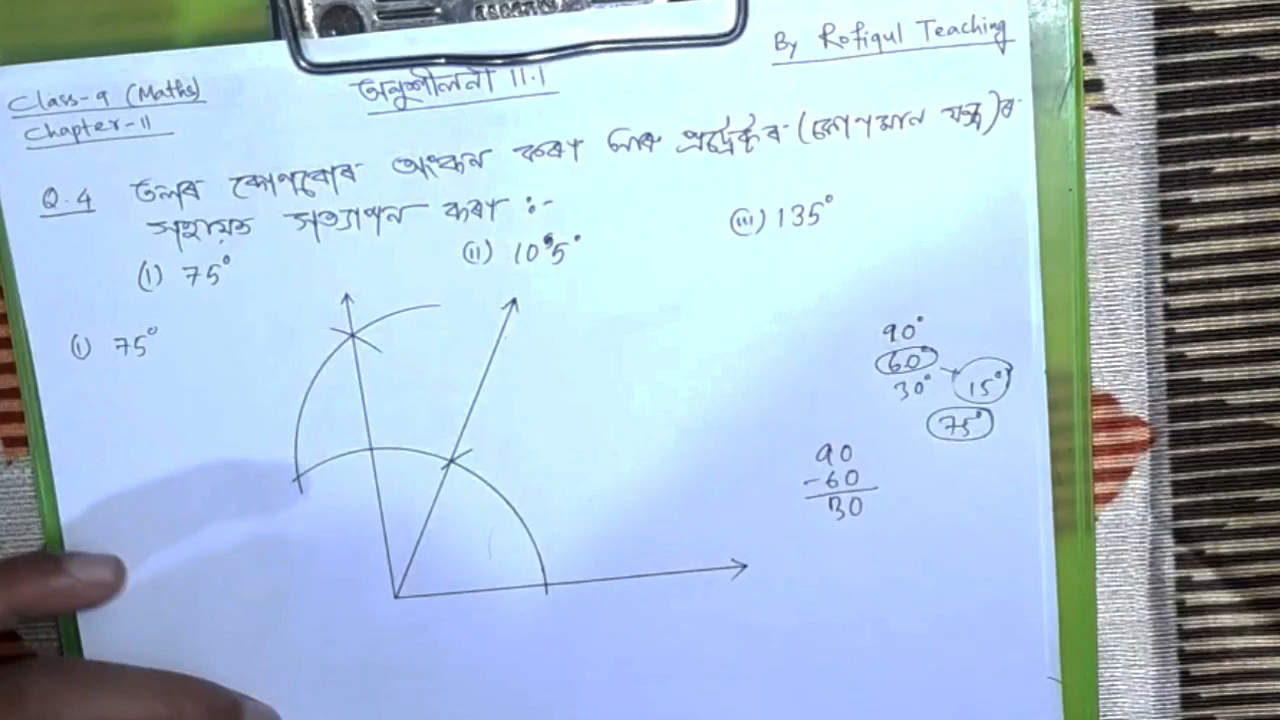 By Rofiqul Teaching
Class-9 (Maths)
অনুশীলনী 11.1
Chapter-11
Q.4 তলৰ কোণবোৰ অংকন কৰা আৰু প্ৰত্যেকৰ (কোণমান যন্ত্ৰ)ৰ
সহায়ত সত্যাপন কৰা :-
(i) 75°
(ii) 105°
(iii) 135°
(i) 75°
90°
60°
30° 15°
75°
90
-60
30